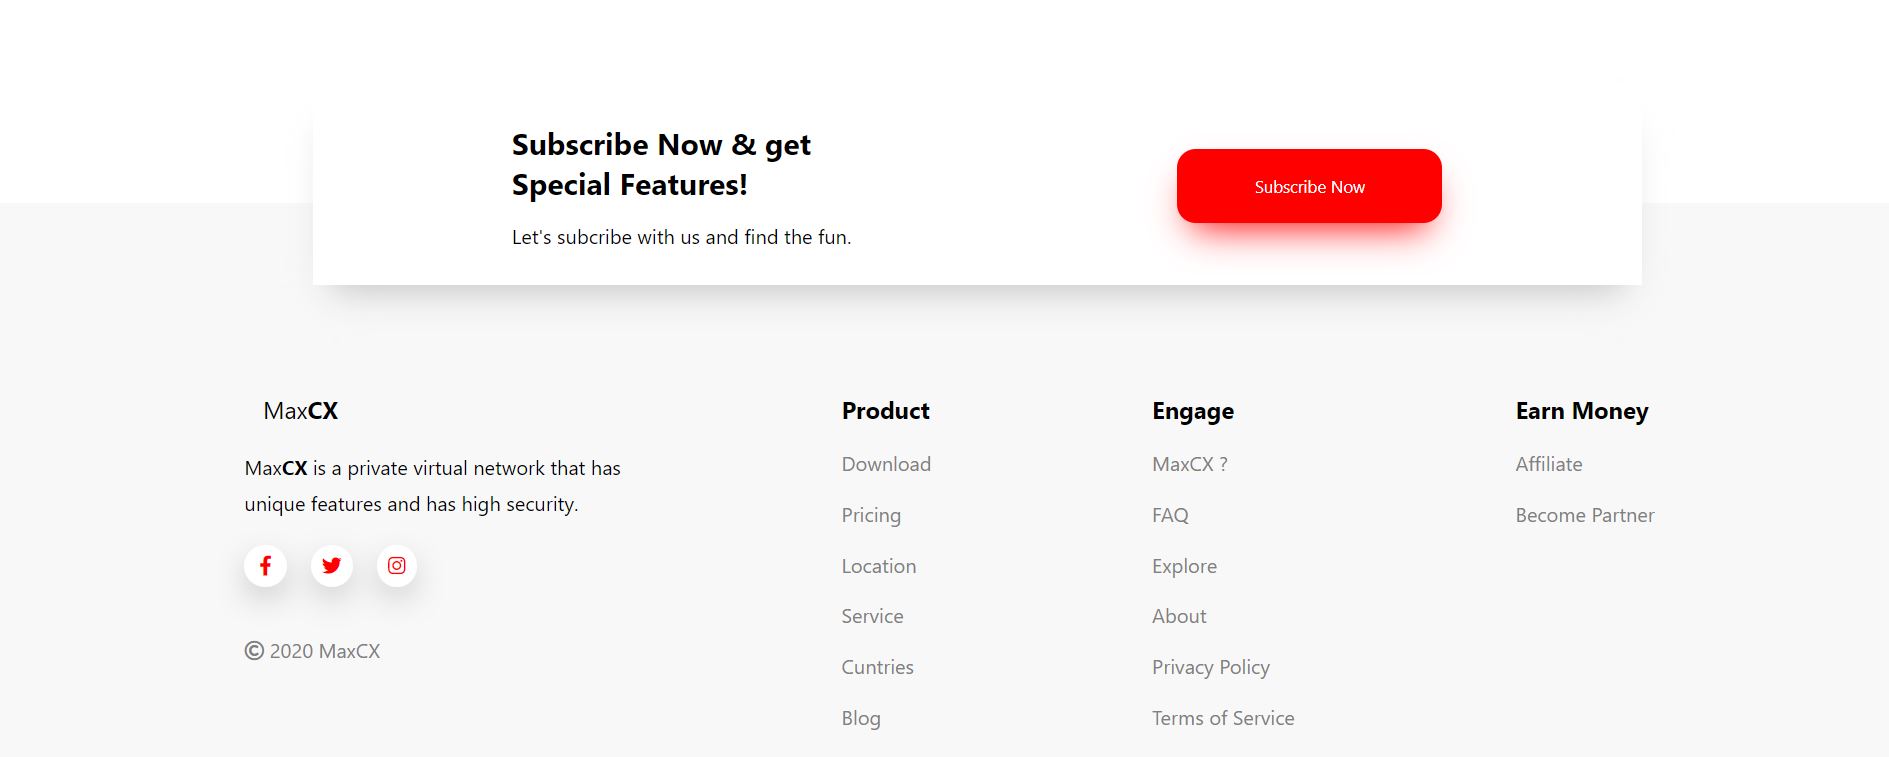 Subscribe Now & get
Special Features!
Let's subcribe with us and find the fun.
Subscribe Now
MaxCX
MaxCX is a private virtual network that has
unique features and has high security.
© 2020 MaxCX
Product
Download
Pricing
Location
Service
Cuntries
Blog
Engage
MaxCX ?
FAQ
Explore
About
Privacy Policy
Terms of Service
Earn Money
Affiliate
Become Partner